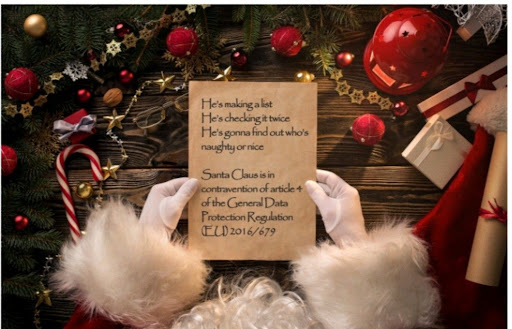 He's making a list
He's checking it twice
He's gonna find out who's
naughty or nice
Santa Claus is in
contravention of article 4
of the General Data
Protection Regulation
(EU) 2016/679